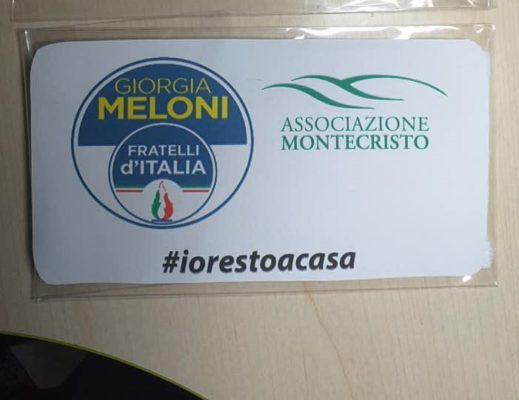 GIORGIA
MELONI
FRATELLI
d'ITALIA
ASSOCIAZIONE
MONTECRISTO
#iorestoacasa